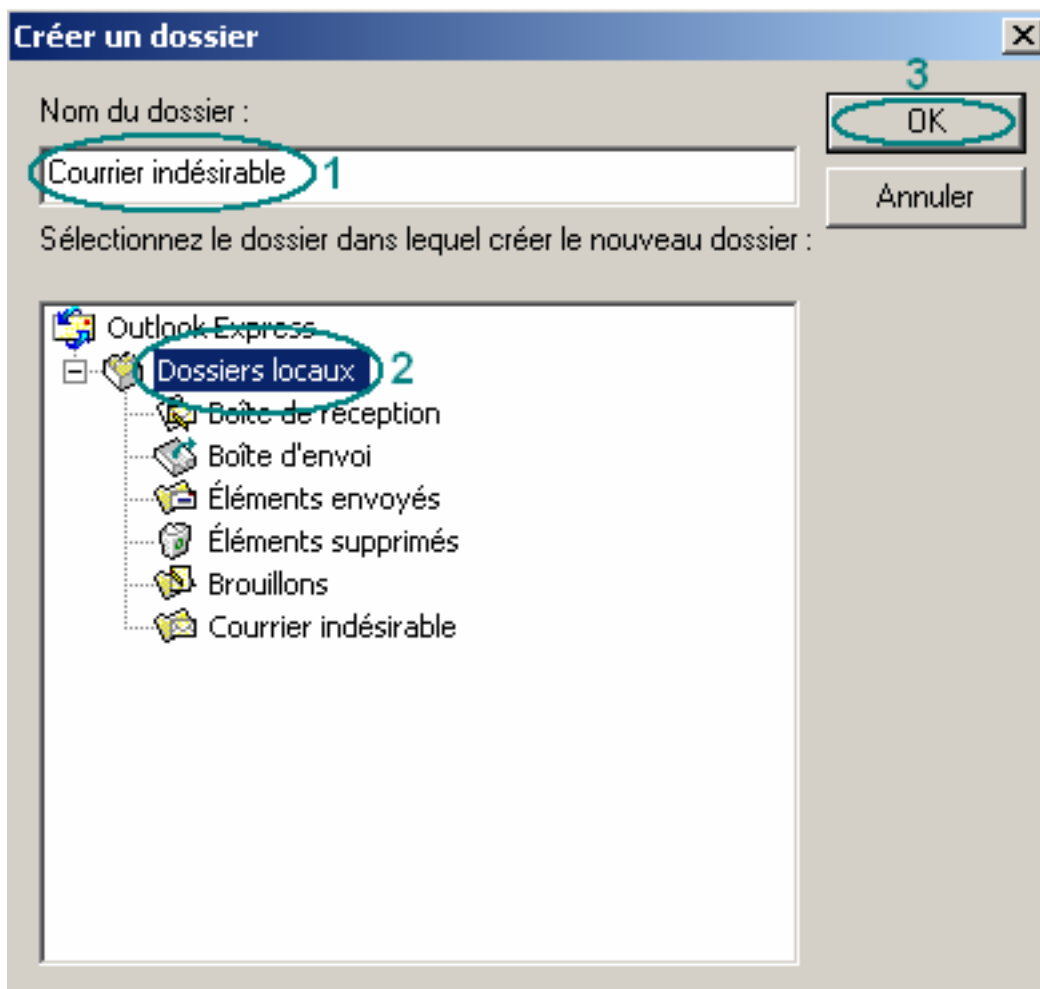 Créer un dossier
3
Nom du dossier :
OK
Courrier indésirable 1
Annuler
Sélectionnez le dossier dans lequel créer le nouveau dossier :
Outlook Express
Dossiers locaux 2
Boîte de réception
Boîte d'envoi
Éléments envoyés
Éléments supprimés
Brouillons
Courrier indésirable